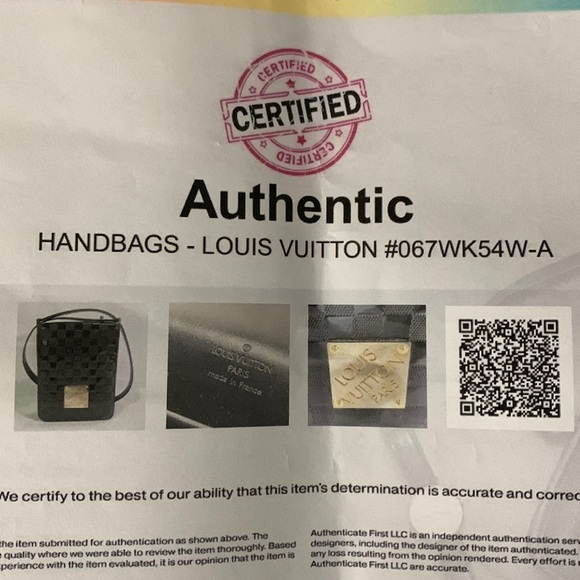 CERTIFIED
CERTIFIED
CERTIFIED
Authentic
HANDBAGS - LOUIS VUITTON #067WK54W-A
LOUIS VUITTON
PARIS
made in France
LOUIS
VUITTON
PARIS
We certify to the best of our ability that this item's determination is accurate and correc
the item submitted for authentication as shown above. The
quality where we were able to review the item thoroughly. Based
perience with the item evaluated, it is our opinion that the item is
Authenticate First LLC is an independent authentication serv
designers, including the designer of the item authenticated.
any loss resulting from the opinion rendered. Every effort is
Authenticate First LLC are accurate.